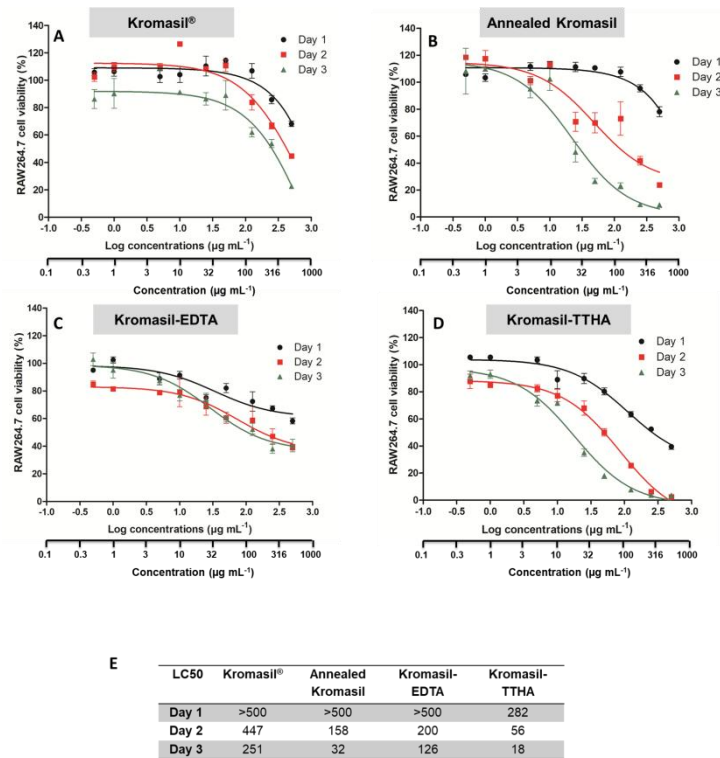 Kromasil®
A
Day 1
Day 2
Day 3
RAW264.7 cell viability (%)
140
120
100
80
60
40
20
0
-1.0 -0.5 0.0 0.5 1.0 1.5 2.0 2.5 3.0
Log concentrations (µg mL-1)
0.1 0.3 1 3 10 32 100 316 1000
Concentration (µg mL-1)
Annealed Kromasil
B
Day 1
Day 2
Day 3
RAW264.7 cell viability (%)
140
120
100
80
60
40
20
0
-1.0 -0.5 0.0 0.5 1.0 1.5 2.0 2.5 3.0
Log concentrations (µg mL-1)
0.1 0.3 1 3 10 32 100 316 1000
Concentration (µg mL-1)
Kromasil-EDTA
C
Day 1
Day 2
Day 3
RAW264.7 cell viability (%)
140
120
100
80
60
40
20
0
-1.0 -0.5 0.0 0.5 1.0 1.5 2.0 2.5 3.0
Log concentrations (µg mL-1)
0.1 0.3 1 3 10 32 100 316 1000
Concentration (µg mL-1)
Kromasil-TTHA
D
Day 1
Day 2
Day 3
RAW264.7 cell viability (%)
140
120
100
80
60
40
20
0
-1.0 -0.5 0.0 0.5 1.0 1.5 2.0 2.5 3.0
Log concentrations (µg mL-1)
0.1 0.3 1 3 10 32 100 316 1000
Concentration (µg mL-1)
E
LC50 Kromasil® Annealed Kromasil- Kromasil-
Kromasil EDTA TTHA
Day 1 >500 >500 >500 282
Day 2 447 158 200 56
Day 3 251 32 126 18